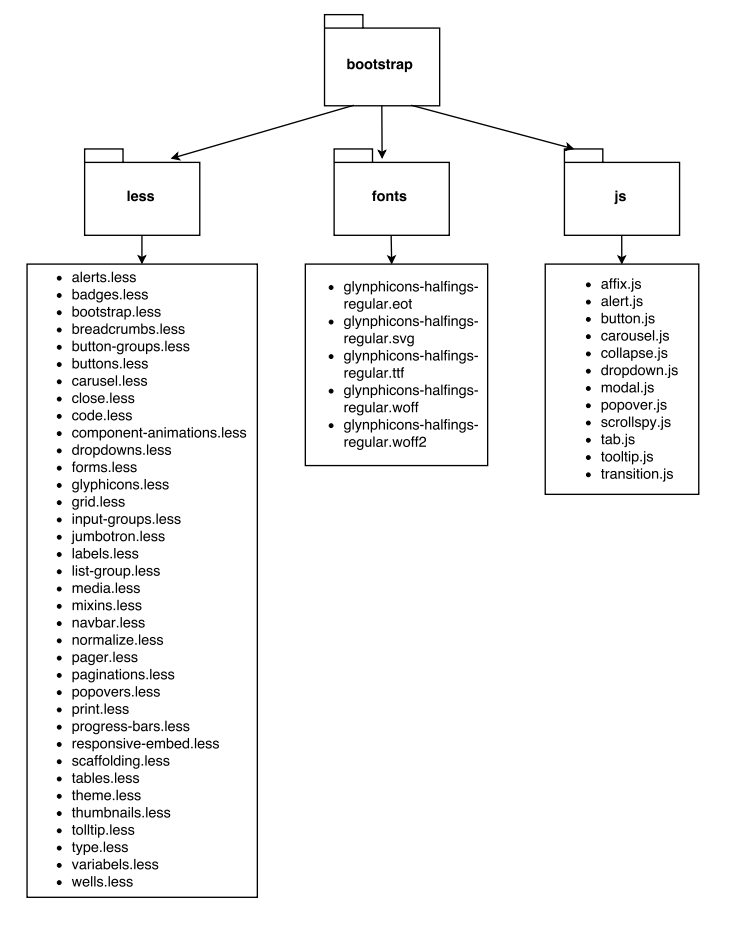 bootstrap
less
fonts
js
alerts.less
badges.less
bootstrap.less
breadcrumbs.less
button-groups.less
buttons.less
carusel.less
close.less
code.less
component-animations.less
dropdowns.less
forms.less
glyphicons.less
grid.less
input-groups.less
jumbotron.less
labels.less
list-group.less
media.less
mixins.less
navbar.less
normalize.less
pager.less
paginations.less
popovers.less
print.less
progress-bars.less
responsive-embed.less
scaffolding.less
tables.less
theme.less
thumbnails.less
tolltip.less
type.less
variabels.less
wells.less
glynphicons-halfings-
regular.eot
glynphicons-halfings-
regular.svg
glynphicons-halfings-
regular.ttf
glynphicons-halfings-
regular.woff
glynphicons-halfings-
regular.woff2
affix.js
alert.js
button.js
carousel.js
collapse.js
dropdown.js
modal.js
popover.js
scrollspy.js
tab.js
tooltip.js
transition.js